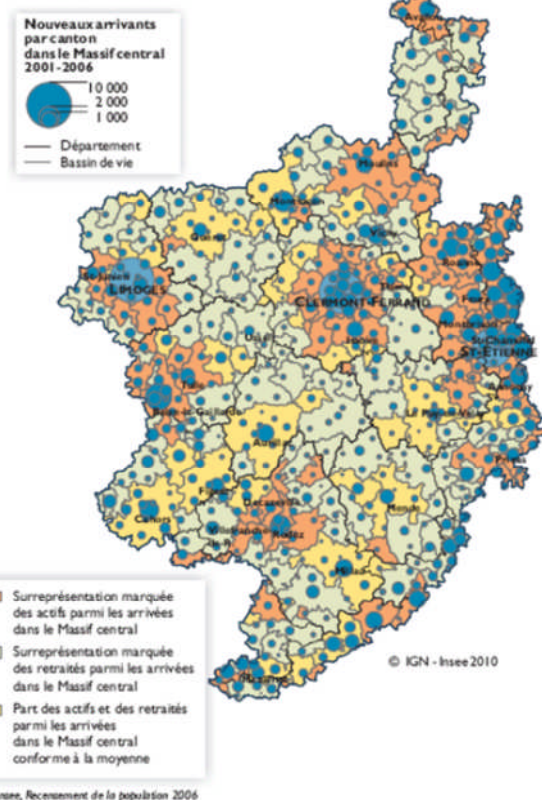 Nouveaux arrivants
par canton
dans le Massif central
2001-2006
10 000
2 000
1 000
Département
Bassin de vie
Avallon
Moulins
Montluçon
Guéret
Vichy
Roanne
St-Junien
LIMOGES
CLERMONT-FERRAND
Thiers
Feurs
Montbrison
St-Chamond
ST-ÉTIENNE
Issoire
Ussel
Annonay
Tulle
Brive-la-Gaillarde
Le Puy-en-Velay
Aurillac
Privas
Figeac
Decazeville
Mende
Cahors
Villefranche-
de-R.
Rodez
Millau
Mazamet
© IGN - Insee 2010
Surreprésentation marquée
des actifs parmi les arrivées
dans le Massif central
Surreprésentation marquée
des retraités parmi les arrivées
dans le Massif central
Part des actifs et des retraités
parmi les arrivées
dans le Massif central
conforme à la moyenne
Insee, Recensement de la population 2006